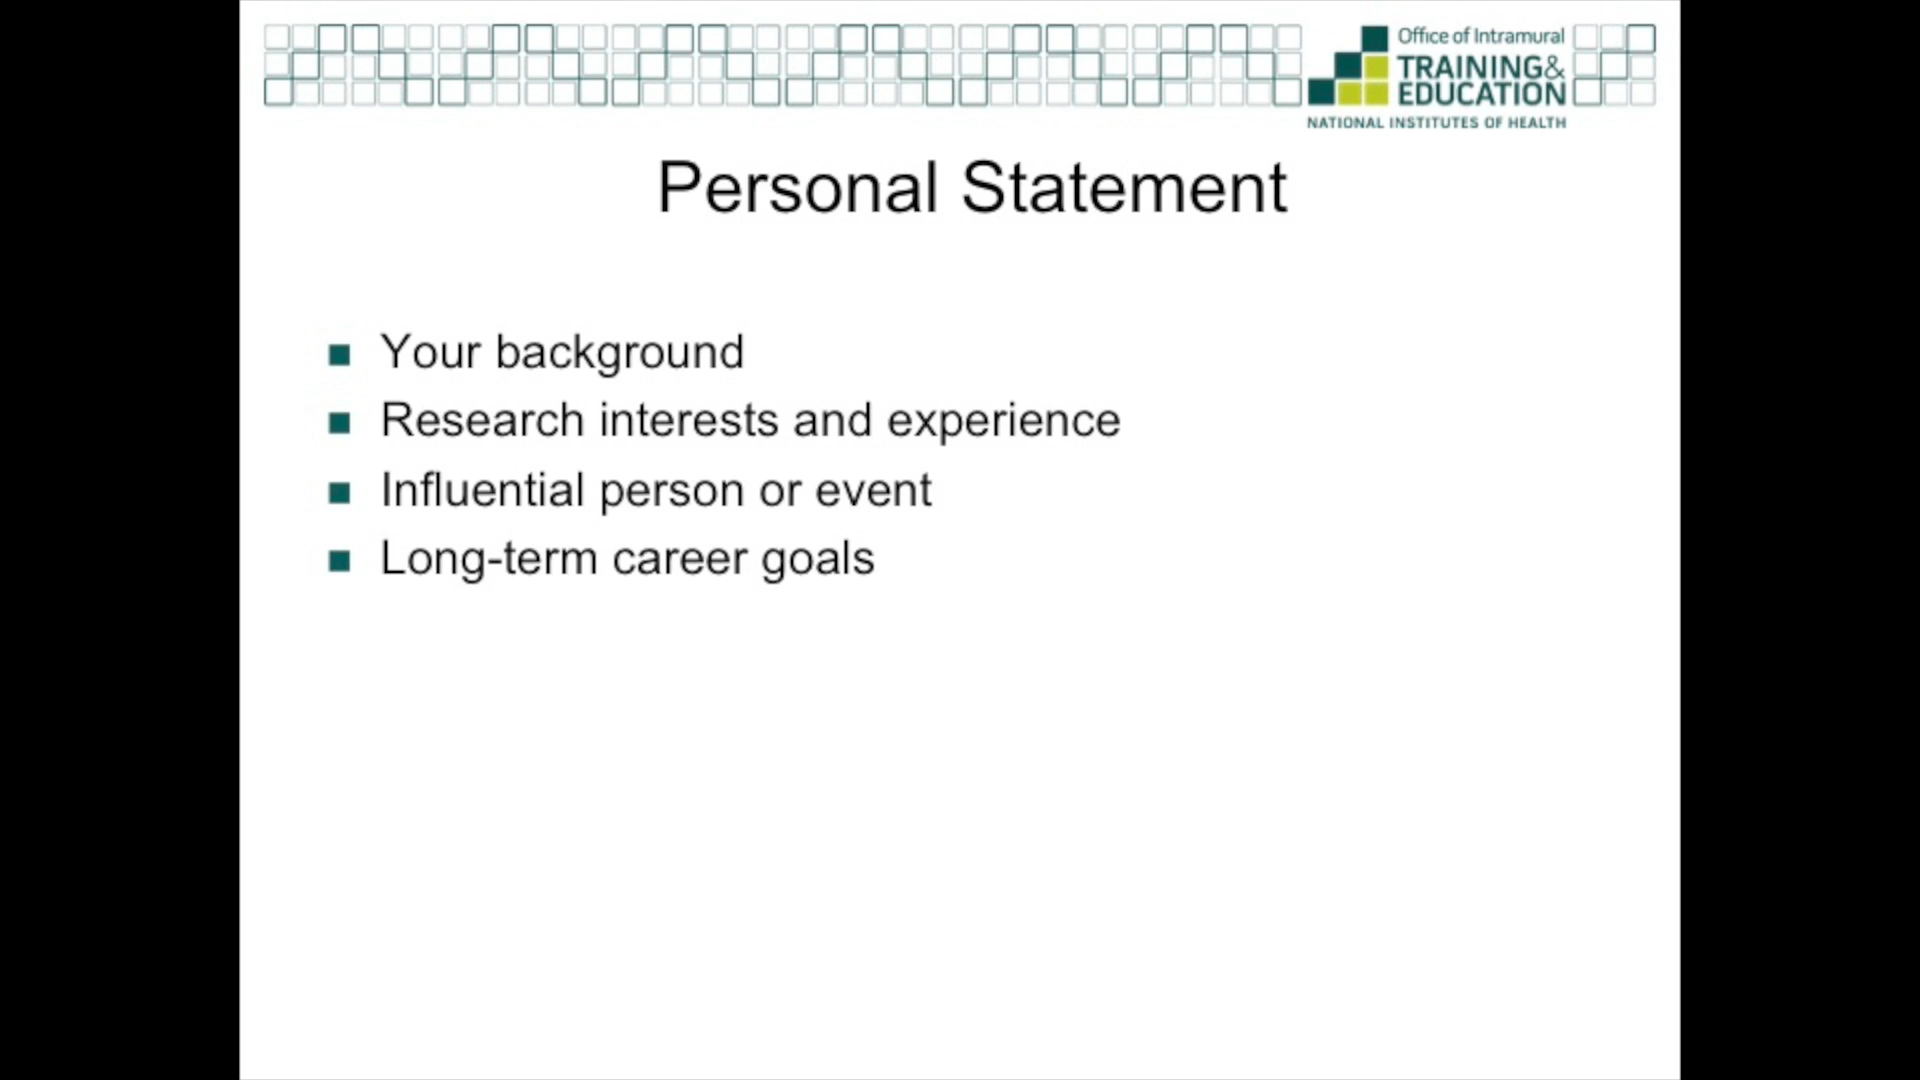 Office of Intramural
TRAINING&
EDUCATION
NATIONAL INSTITUTES OF HEALTH
Personal Statement
Your background
Research interests and experience
Influential person or event
Long-term career goals